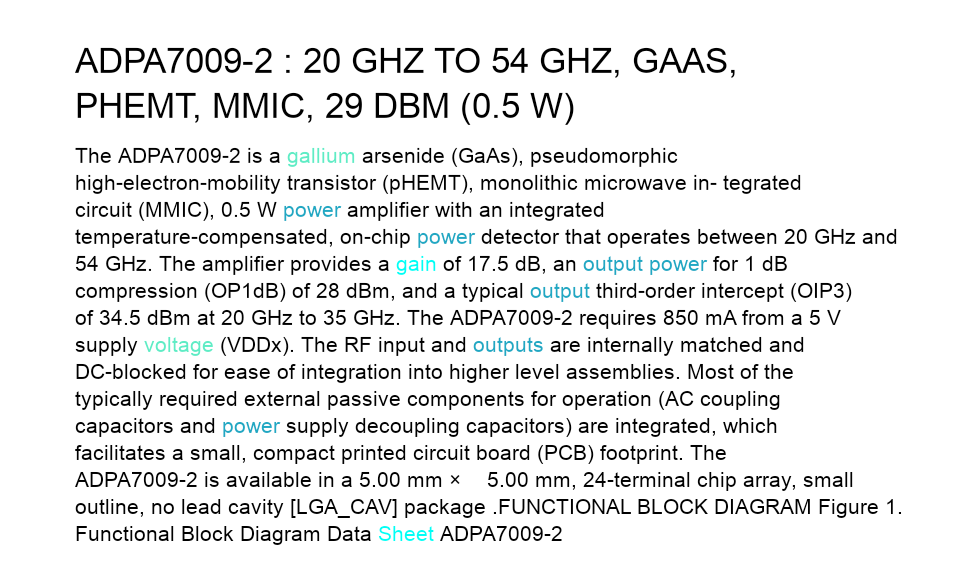 ADPA7009-2 : 20 GHZ TO 54 GHZ, GAAS,
PHEMT, MMIC, 29 DBM (0.5 W)
The ADPA7009-2 is a gallium arsenide (GaAs), pseudomorphic
high-electron-mobility transistor (pHEMT), monolithic microwave in- tegrated
circuit (MMIC), 0.5 W power amplifier with an integrated
temperature-compensated, on-chip power detector that operates between 20 GHz and
54 GHz. The amplifier provides a gain of 17.5 dB, an output power for 1 dB
compression (OP1dB) of 28 dBm, and a typical output third-order intercept (OIP3)
of 34.5 dBm at 20 GHz to 35 GHz. The ADPA7009-2 requires 850 mA from a 5 V
supply voltage (VDDx). The RF input and outputs are internally matched and
DC-blocked for ease of integration into higher level assemblies. Most of the
typically required external passive components for operation (AC coupling
capacitors and power supply decoupling capacitors) are integrated, which
facilitates a small, compact printed circuit board (PCB) footprint. The
ADPA7009-2 is available in a 5.00 mm × 5.00 mm, 24-terminal chip array, small
outline, no lead cavity [LGA_CAV] package .FUNCTIONAL BLOCK DIAGRAM Figure 1.
Functional Block Diagram Data Sheet ADPA7009-2